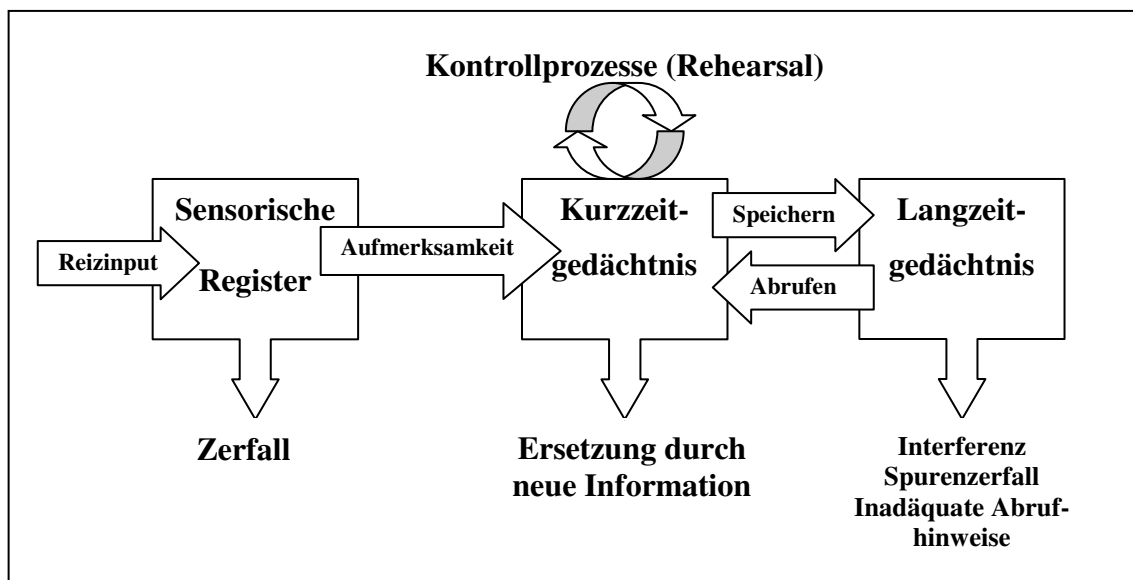 Kontrollprozesse (Rehearsal)
Sensorische
Register
Reizinput
Aufmerksamkeit
Kurzzeit-
gedächtnis
Speichern
Abrufen
Langzeit-
gedächtnis
Zerfall
Ersetzung durch
neue Information
Interferenz
Spurenzerfall
Inadäquate Abruf-
hinweise